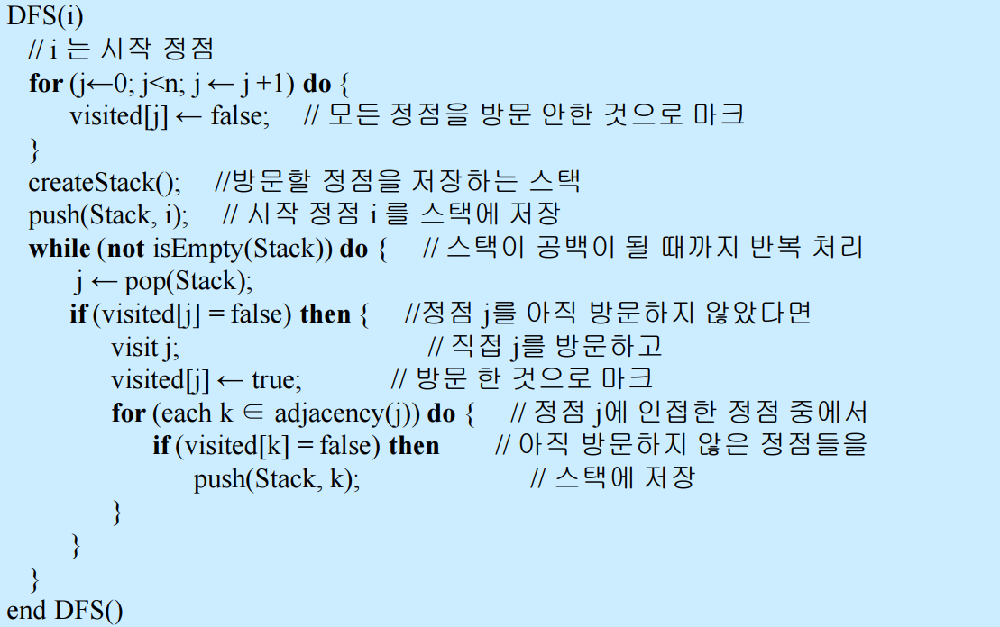 DFS(i)
// i 는 시작 정점
for (j←0; j<n; j ← j +1) do {
visited[j] ← false; // 모든 정점을 방문 안한 것으로 마크
}
createStack(); //방문할 정점을 저장하는 스택
push(Stack, i); // 시작 정점 i 를 스택에 저장
while (not isEmpty(Stack)) do { // 스택이 공백이 될 때까지 반복 처리
j ← pop(Stack);
if (visited[j] = false) then { //정점 j를 아직 방문하지 않았다면
visit j; // 직접 j를 방문하고
visited[j] ← true; // 방문 한 것으로 마크
for (each k ∈ adjacency(j)) do { // 정점 j에 인접한 정점 중에서
if (visited[k] = false) then // 아직 방문하지 않은 정점들을
push(Stack, k); // 스택에 저장
}
}
}
end DFS()